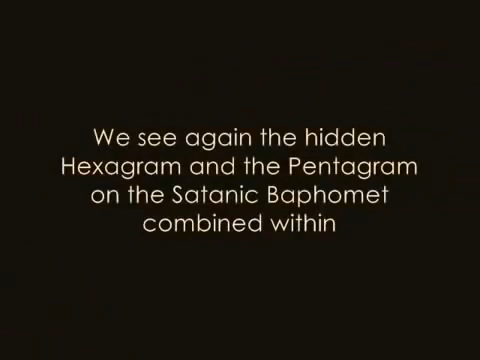 We see again the hidden
Hexagram and the Pentagram
on the Satanic Baphomet
combined within